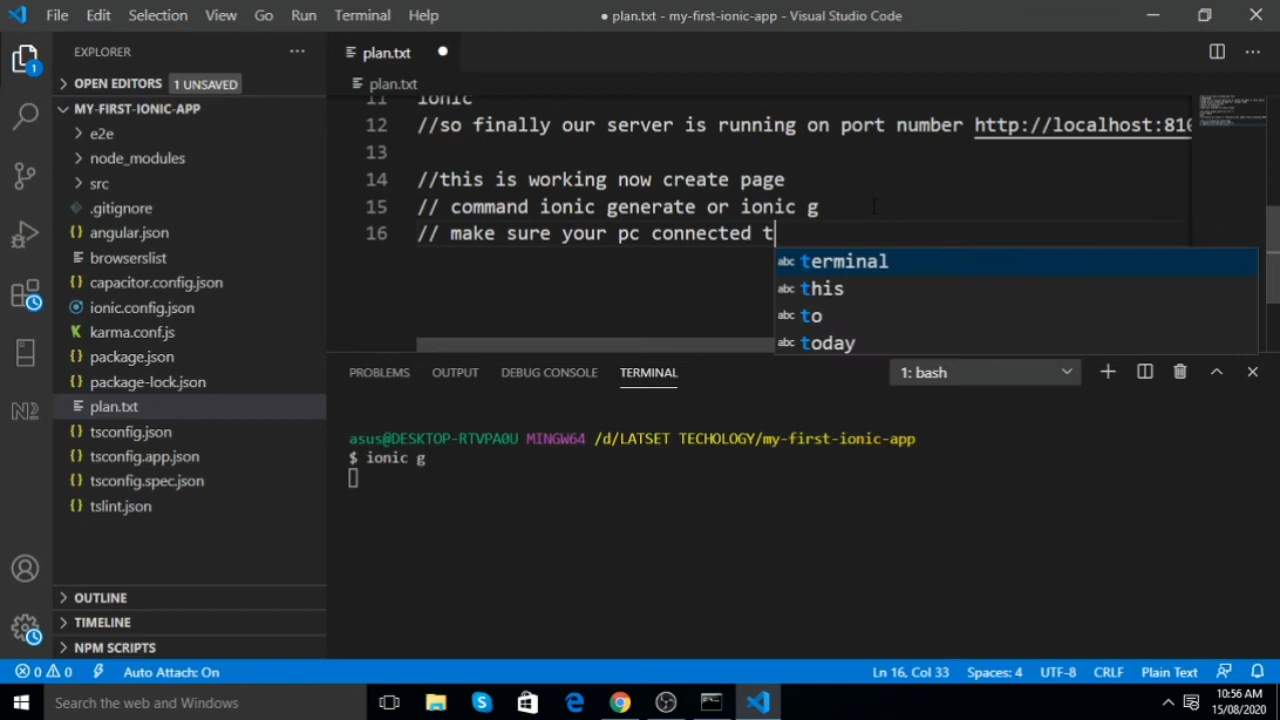 File Edit Selection View Go Run Terminal Help ● plan.txt - my-first-ionic-app - Visual Studio Code
EXPLORER
OPEN EDITORS 1 UNSAVED
MY-FIRST-IONIC-APP
e2e
node_modules
src
.gitignore
angular.json
browserslist
capacitor.config.json
ionic.config.json
karma.conf.js
package.json
package-lock.json
plan.txt
tsconfig.json
tsconfig.app.json
tsconfig.spec.json
tslint.json
OUTLINE
TIMELINE
NPM SCRIPTS
1
plan.txt
plan.txt
11 ionic
12 //so finally our server is running on port number http://localhost:810
13
14 //this is working now create page
15 // command ionic generate or ionic g
16 // make sure your pc connected t
abc terminal
abc this
abc to
abc today
PROBLEMS OUTPUT DEBUG CONSOLE TERMINAL 1: bash
asus@DESKTOP-RTVPA0U MINGW64 /d/LATSET TECHOLOGY/my-first-ionic-app
$ ionic g
0 0 Auto Attach: On Ln 16, Col 33 Spaces: 4 UTF-8 CRLF Plain Text
Search the web and Windows
10:56 AM
15/08/2020